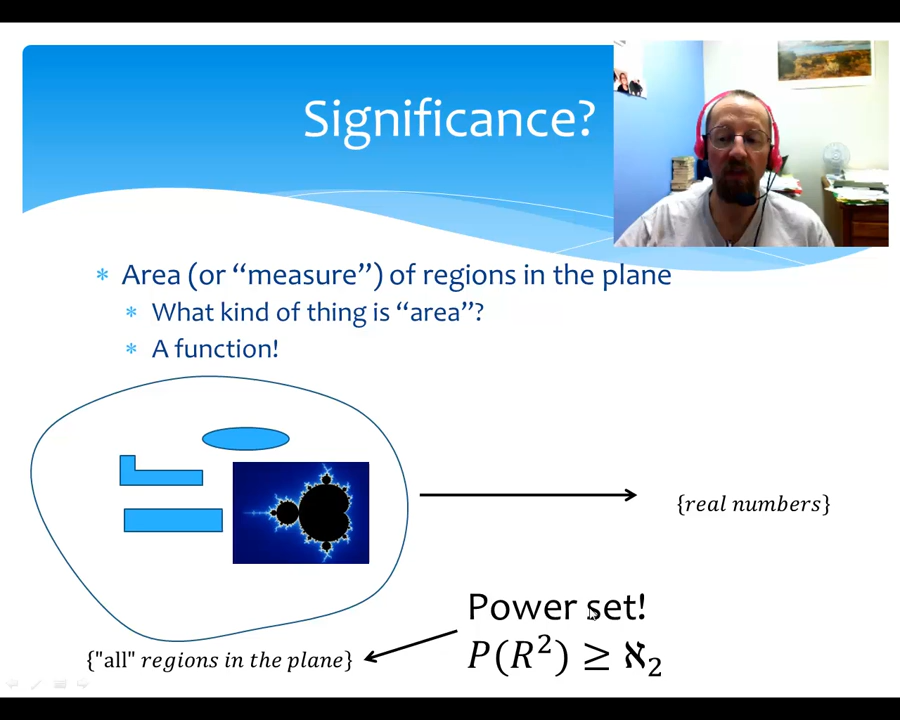 Significance?
* Area (or “measure”) of regions in the plane
* What kind of thing is “area”?
* A function!
{real numbers}
Power set!
{"all" regions in the plane}
P(R²) ≥ ℵ₂